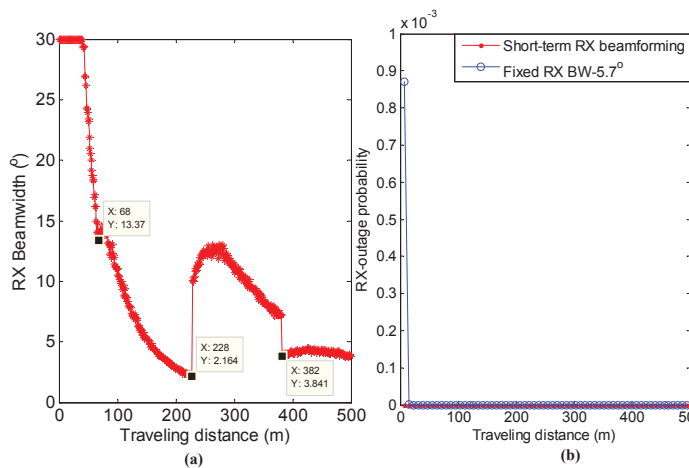 30
25
20
15
10
5
0
RX Beamwidth (°)
X: 68
Y: 13.37
X: 228
Y: 2.164
X: 382
Y: 3.841
0 100 200 300 400 500
Traveling distance (m)
(a)
1 x 10⁻³
0.9
0.8
0.7
0.6
0.5
0.4
0.3
0.2
0.1
0
RX-outage probability
Short-term RX beamforming
Fixed RX BW-5.7°
0 100 200 300 400
Traveling distance (m)
(b)